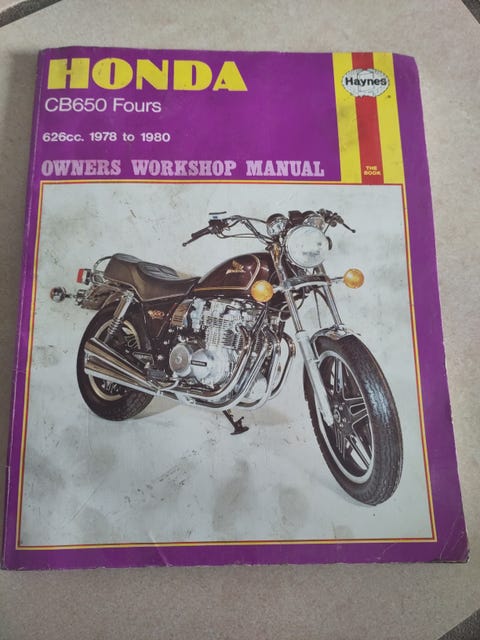 HONDA
Haynes
CB650 Fours
626cc. 1978 to 1980
THE
BOOK
OWNERS WORKSHOP MANUAL